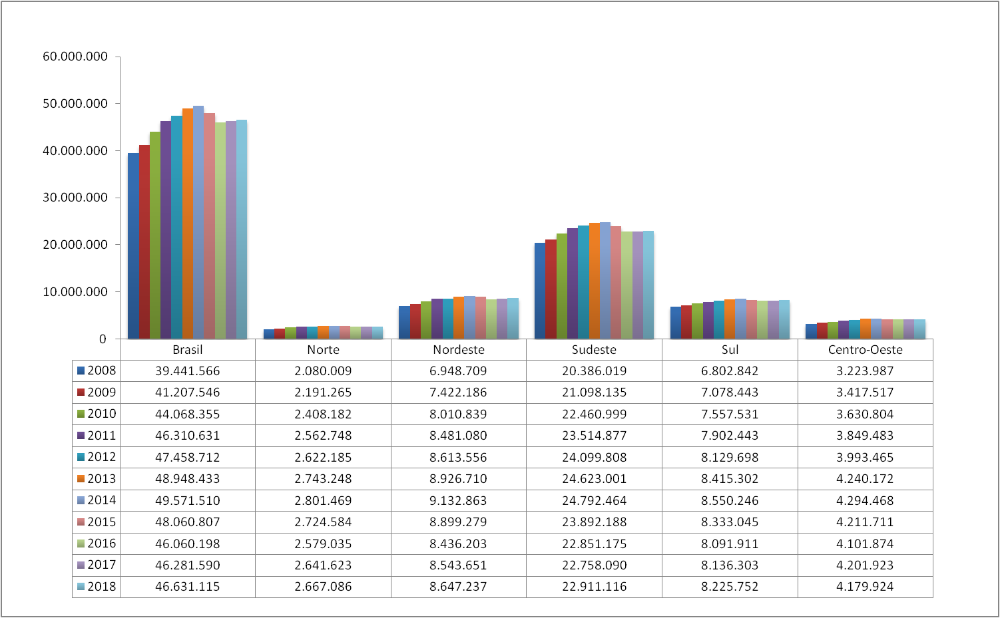 60.000.000
50.000.000
40.000.000
30.000.000
20.000.000
10.000.000
0
Brasil Norte Nordeste Sudeste Sul Centro-Oeste
2008 39.441.566 2.080.009 6.948.709 20.386.019 6.802.842 3.223.987
2009 41.207.546 2.191.265 7.422.186 21.098.135 7.078.443 3.417.517
2010 44.068.355 2.408.182 8.010.839 22.460.999 7.557.531 3.630.804
2011 46.310.631 2.562.748 8.481.080 23.514.877 7.902.443 3.849.483
2012 47.458.712 2.622.185 8.613.556 24.099.808 8.129.698 3.993.465
2013 48.948.433 2.743.248 8.926.710 24.623.001 8.415.302 4.240.172
2014 49.571.510 2.801.469 9.132.863 24.792.464 8.550.246 4.294.468
2015 48.060.807 2.724.584 8.899.279 23.892.188 8.333.045 4.211.711
2016 46.060.198 2.579.035 8.436.203 22.851.175 8.091.911 4.101.874
2017 46.281.590 2.641.623 8.543.651 22.758.090 8.136.303 4.201.923
2018 46.631.115 2.667.086 8.647.237 22.911.116 8.225.752 4.179.924